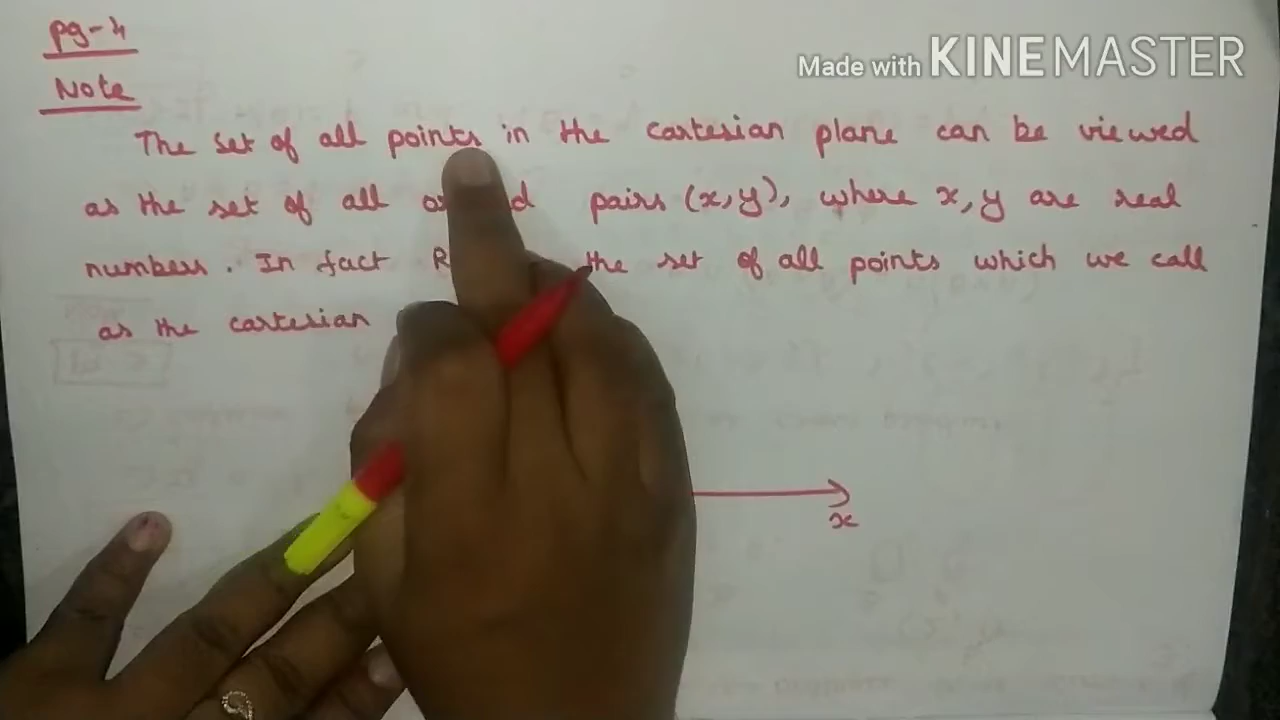 pg-4
Made with KINEMASTER
Note
The set of all points in the cartesian plane can be viewed
as the set of all pairs (x,y), where x,y are real
numbers. In fact the set of all points which we call
as the cartesian
x